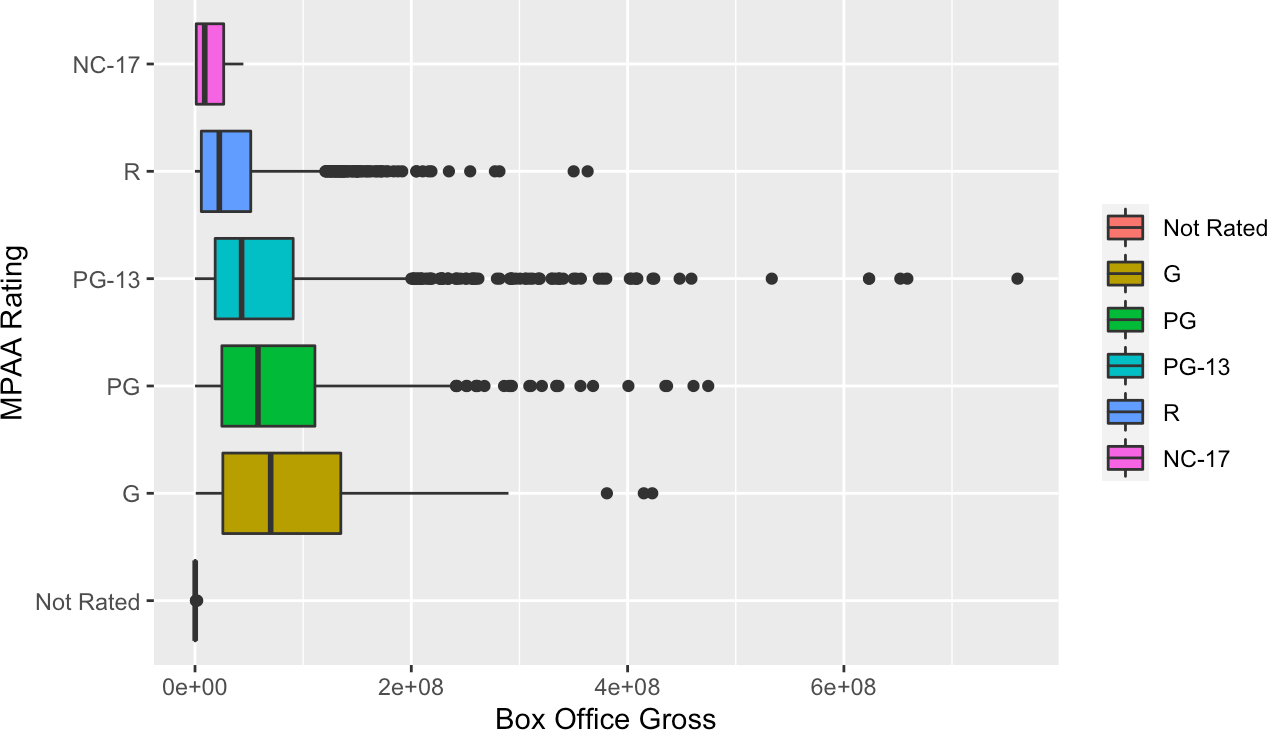 MPAA Rating
NC-17
R
PG-13
PG
G
Not Rated
0e+00 2e+08 4e+08 6e+08
Box Office Gross
Not Rated
G
PG
PG-13
R
NC-17